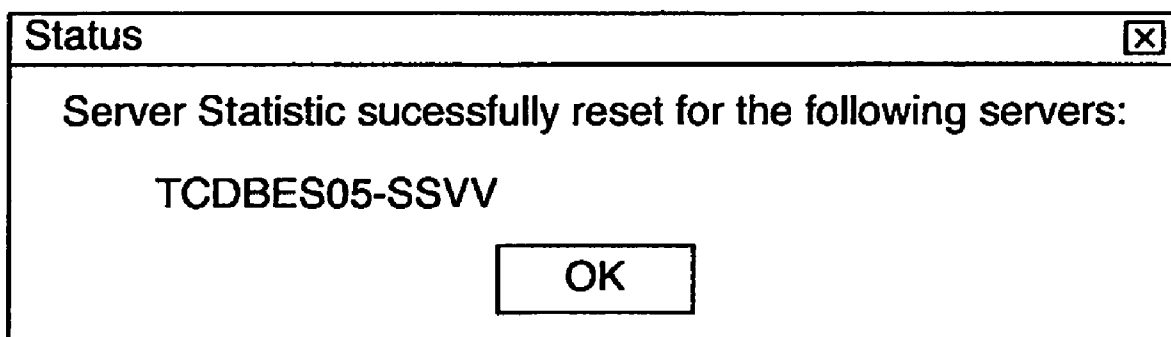 Status
Server Statistic sucessfully reset for the following servers:
TCDBES05-SSVV
OK